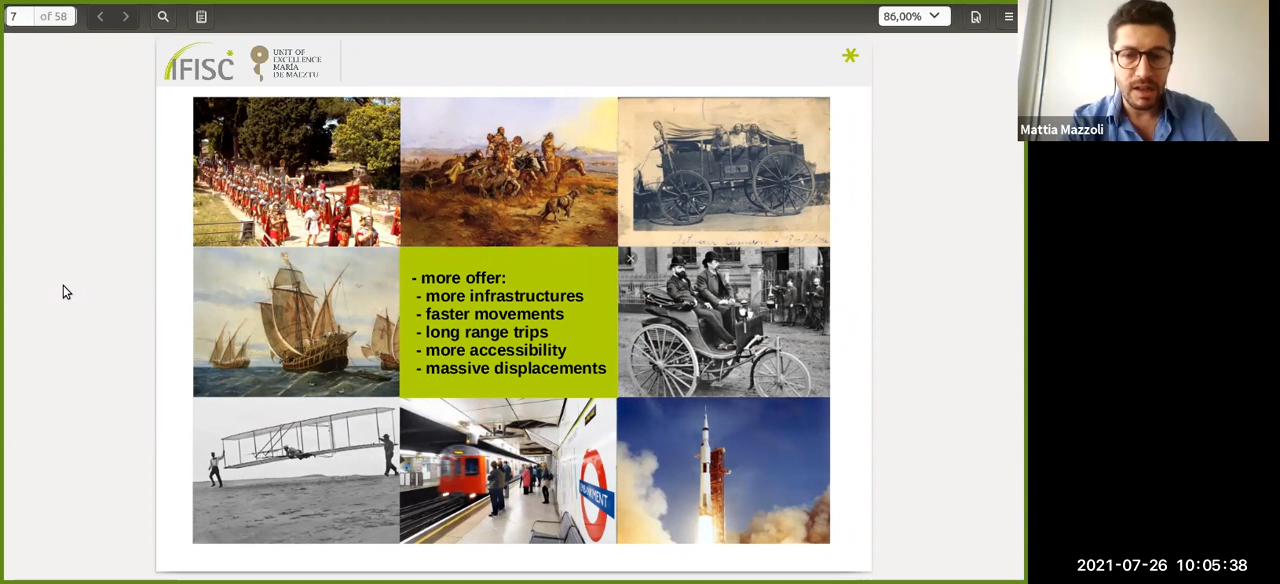 7
of 58
86,00%
IFISC
UNIT OF
EXCELLENCE
MARÍA
DE MAEZTU
Mattia Mazzoli
- more offer:
- more infrastructures
- faster movements
- long range trips
- more accessibility
- massive displacements
2021-07-26 10:05:38